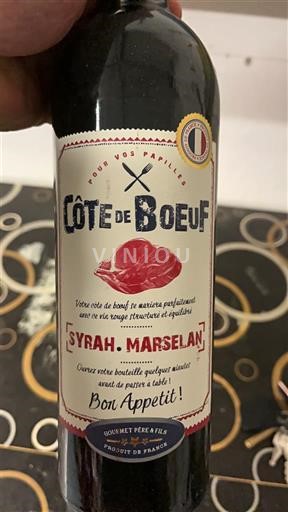 POUR VOS PAPILLES
CÔTE DE BOEUF
VINIOU
Votre côte de bœuf se mariera parfaitement
avec ce vin rouge structuré et équilibré
SYRAH • MARSELAN
Ouvrez votre bouteille quelques minutes
avant de passer à table !
Bon Appetit !
GOURMET PÈRE & FILS
PRODUIT DE FRANCE